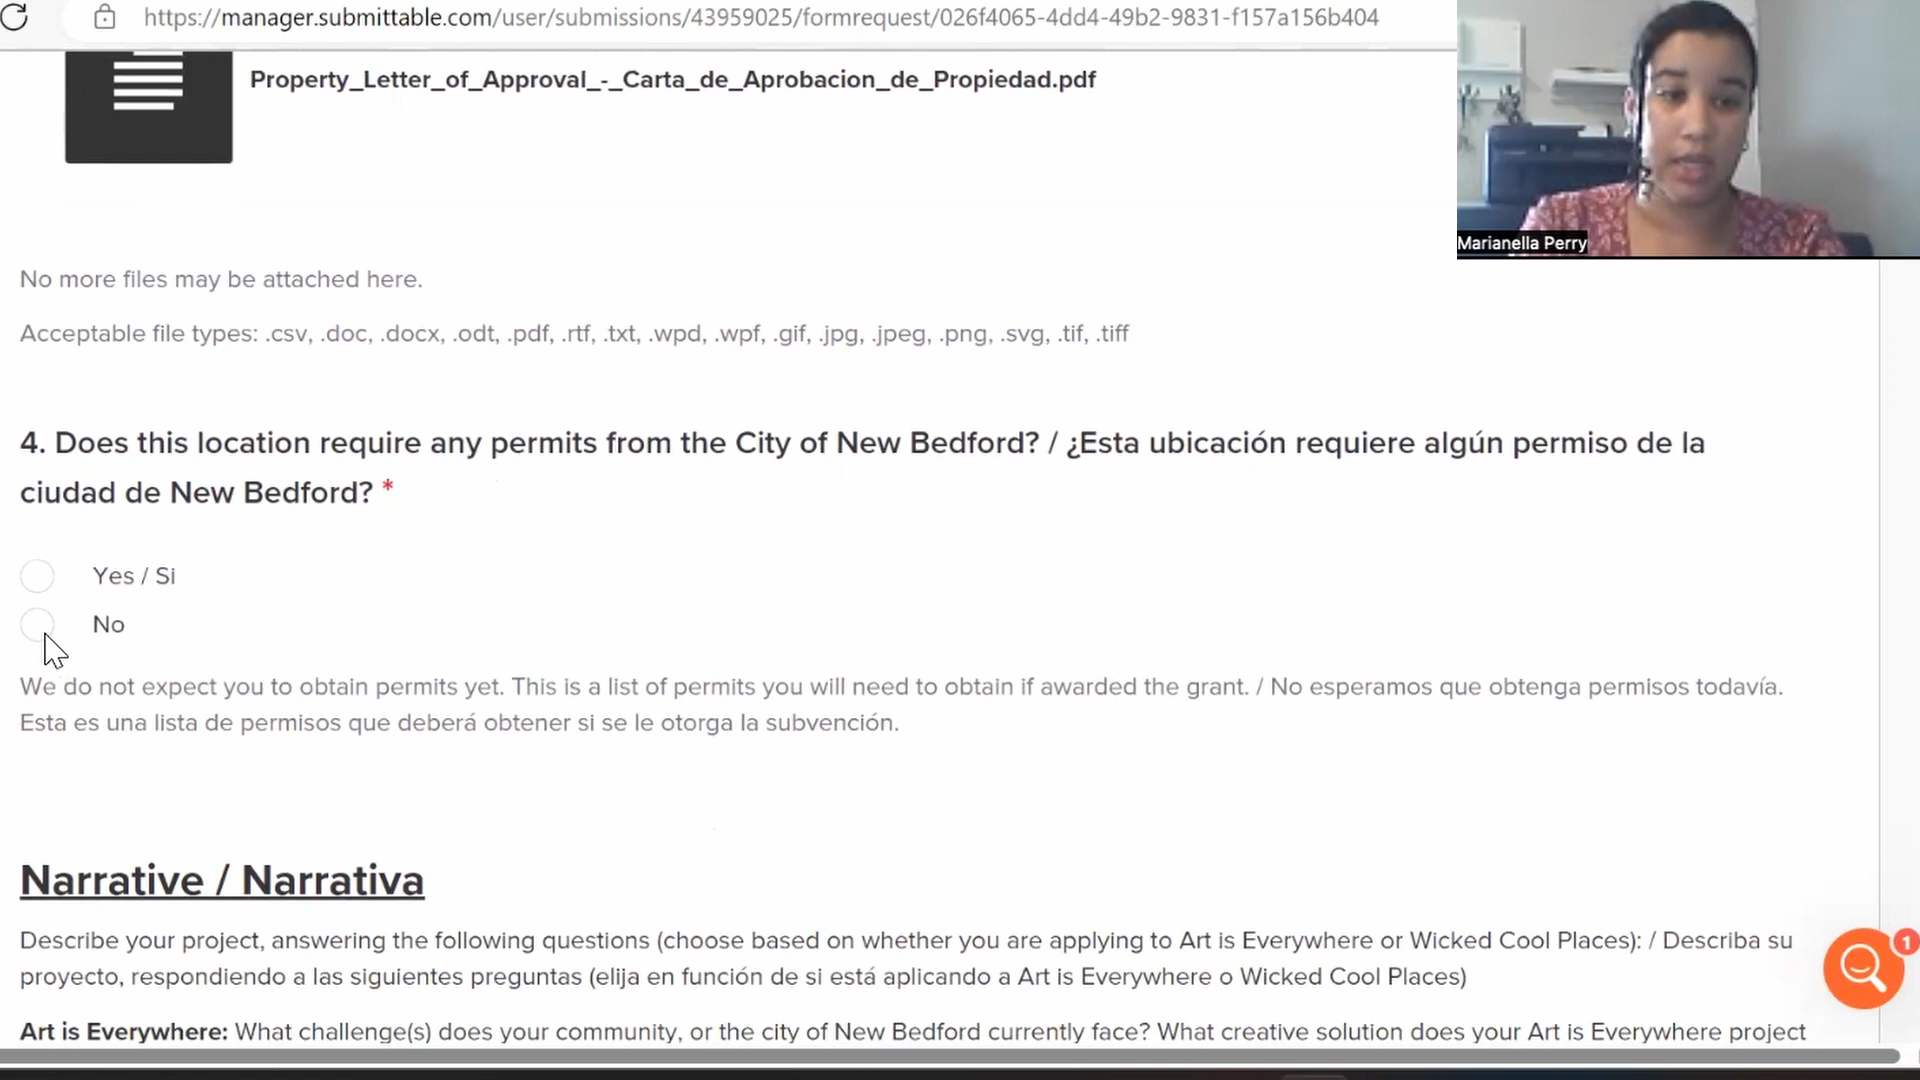 https://manager.submittable.com/user/submissions/43959025/formrequest/026f4065-4dd4-49b2-9831-f157a156b404
Property_Letter_of_Approval_-_Carta_de_Aprobacion_de_Propiedad.pdf
Marianella Perry
No more files may be attached here.
Acceptable file types: .csv, .doc, .docx, .odt, .pdf, .rtf, .txt, .wpd, .wpf, .gif, .jpg, .jpeg, .png, .svg, .tif, .tiff
4. Does this location require any permits from the City of New Bedford? / ¿Esta ubicación requiere algún permiso de la
ciudad de New Bedford? *
Yes / Si
No
We do not expect you to obtain permits yet. This is a list of permits you will need to obtain if awarded the grant. / No esperamos que obtenga permisos todavía.
Esta es una lista de permisos que deberá obtener si se le otorga la subvención.
Narrative / Narrativa
Describe your project, answering the following questions (choose based on whether you are applying to Art is Everywhere or Wicked Cool Places): / Describa su
proyecto, respondiendo a las siguientes preguntas (elija en función de si está aplicando a Art is Everywhere o Wicked Cool Places)
1
Art is Everywhere: What challenge(s) does your community, or the city of New Bedford currently face? What creative solution does your Art is Everywhere project